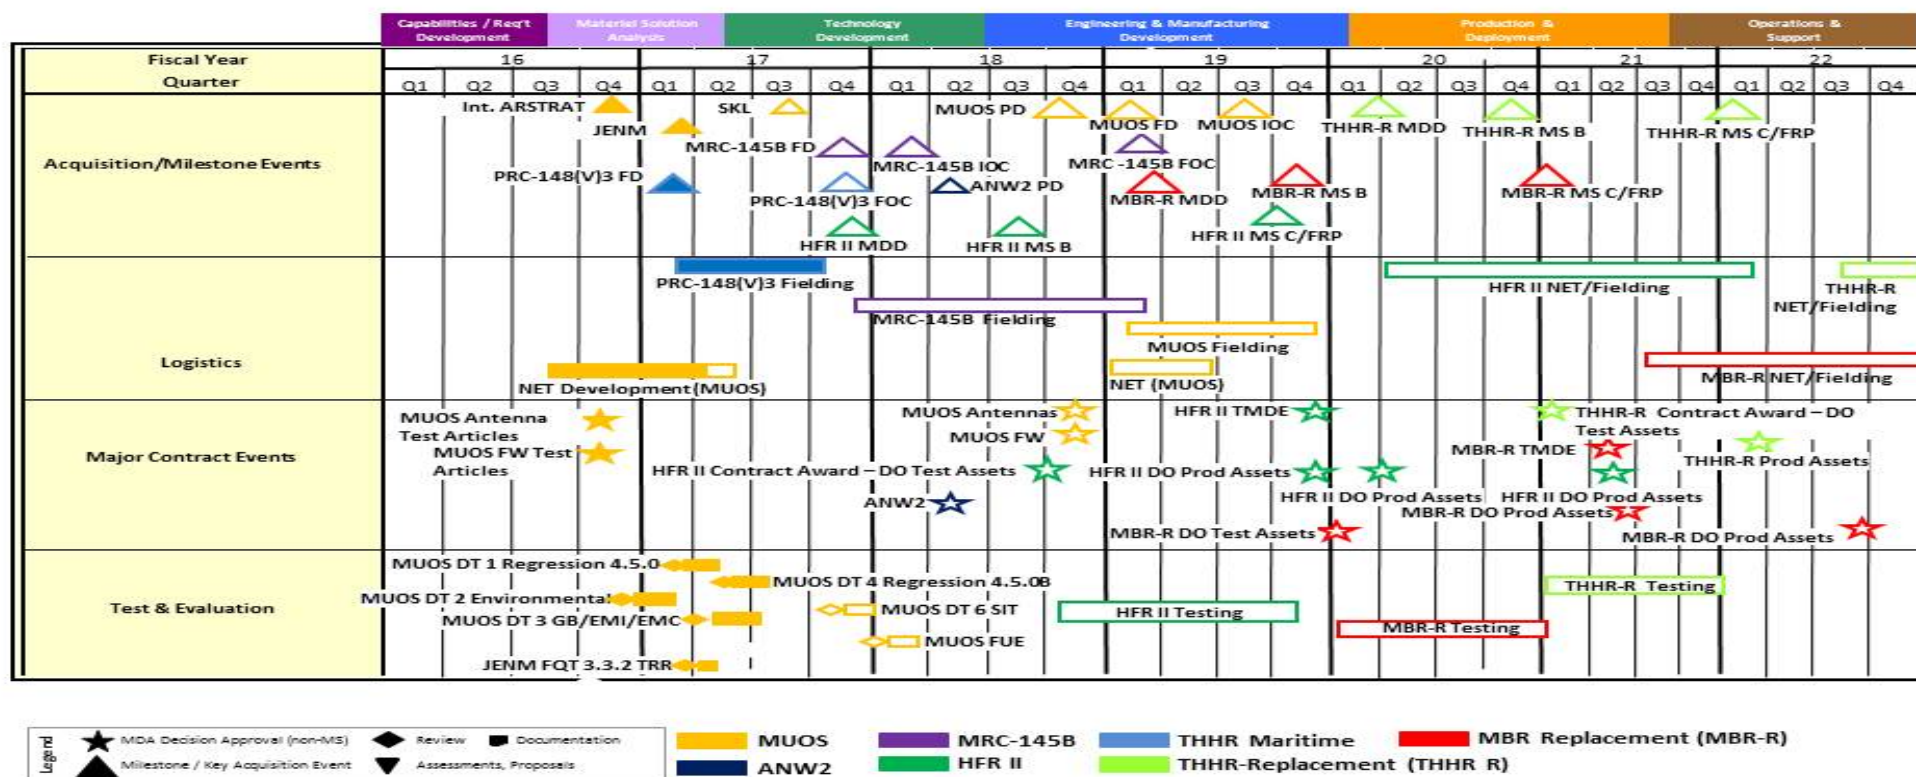 Capabilities / Req't Development
Materiel Solution Analysis
Technology Development
Engineering & Manufacturing Development
Production & Deployment
Operations & Support
Fiscal Year 16 17 18 19 20 21 22
Quarter Q1 Q2 Q3 Q4 Q1 Q2 Q3 Q4 Q1 Q2 Q3 Q4 Q1 Q2 Q3 Q4 Q1 Q2 Q3 Q4 Q1 Q2 Q3 Q4 Q1 Q2 Q3 Q4
Acquisition/Milestone Events
Int. ARSTRAT
SKL
MUOS PD
MUOS FD
MUOS IOC
THHR-R MDD
THHR-R MS B
THHR-R MS C/FRP
JENM
MRC-145B FD
MRC-145B IOC
MRC -145B FOC
PRC-148(V)3 FD
PRC-148(V)3 FOC
ANW2 PD
MBR-R MDD
MBR-R MS B
MBR-R MS C/FRP
HFR II MDD
HFR II MS B
HFR II MS C/FRP
Logistics
PRC-148(V)3 Fielding
HFR II NET/Fielding
THHR-R
NET/Fielding
MRC-145B Fielding
MUOS Fielding
NET Development(MUOS)
NET (MUOS)
MBR-R NET/Fielding
Major Contract Events
MUOS Antenna
Test Articles
MUOS FW Test
Articles
MUOS Antennas
MUOS FW
HFR II TMDE
THHR-R Contract Award – DO
Test Assets
MBR-R TMDE
THHR-R Prod Assets
HFR II Contract Award – DO Test Assets
HFR II DO Prod Assets
HFR II DO Prod Assets
HFR II DO Prod Assets
ANW2
MBR-R DO Prod Assets
MBR-R DO Test Assets
MBR-R DO Prod Assets
Test & Evaluation
MUOS DT 1 Regression 4.5.0
MUOS DT 4 Regression 4.5.0B
MUOS DT 2 Environmental
MUOS DT 6 SIT
MUOS DT 3 GB/EMI/EMC
MUOS FUE
JENM FQT 3.3.2 TRR
HFR II Testing
THHR-R Testing
MBR-R Testing
Legend
MDA Decision Approval (non-MS)
Review
Documentation
Milestone / Key Acquisition Event
Assessments, Proposals
MUOS
MRC-145B
THHR Maritime
MBR Replacement (MBR-R)
ANW2
HFR II
THHR-Replacement (THHR R)